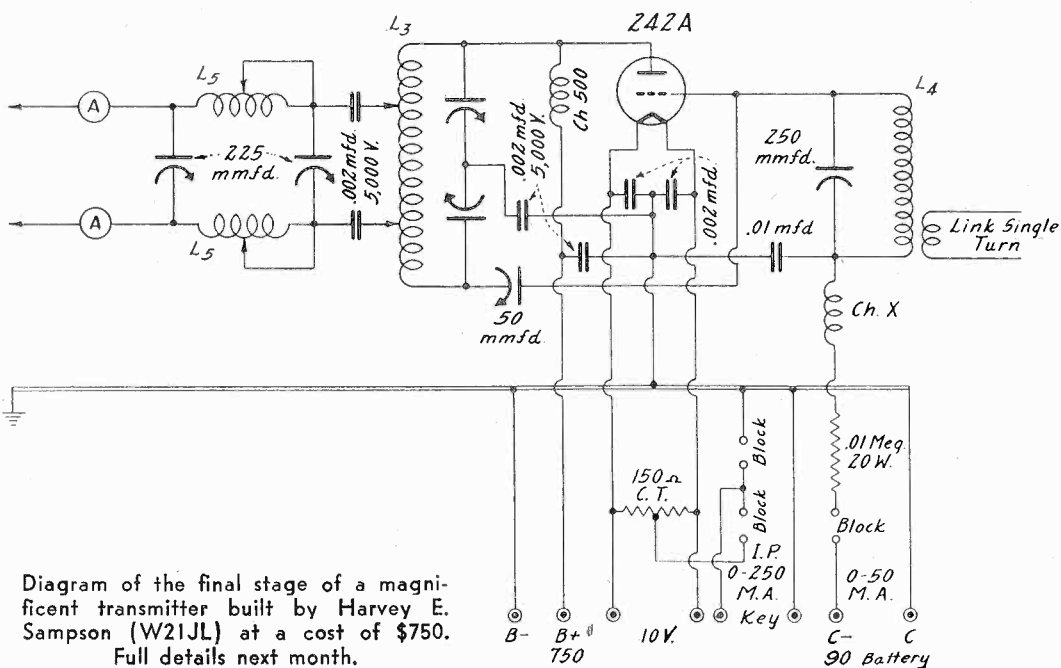 242A
L3
L5
A
225
mmfd.
A
L5
.002 mfd.
5,000 V.
Ch 500
.002 mfd.
5,000 V.
.002 mfd.
250
mmfd.
L4
.01 mfd
Link Single
Turn
50
mmfd.
Ch. X
.01 Meg.
20 W.
150 Ω
C.T.
Block
Block
Block
I.P.
0-250
M.A.
0-50
M.A.
Diagram of the final stage of a magni-
ficent transmitter built by Harvey E.
Sampson (W21JL) at a cost of $750.
Full details next month.
B-
B+
750
10V.
Key
C-
C
90 Battery